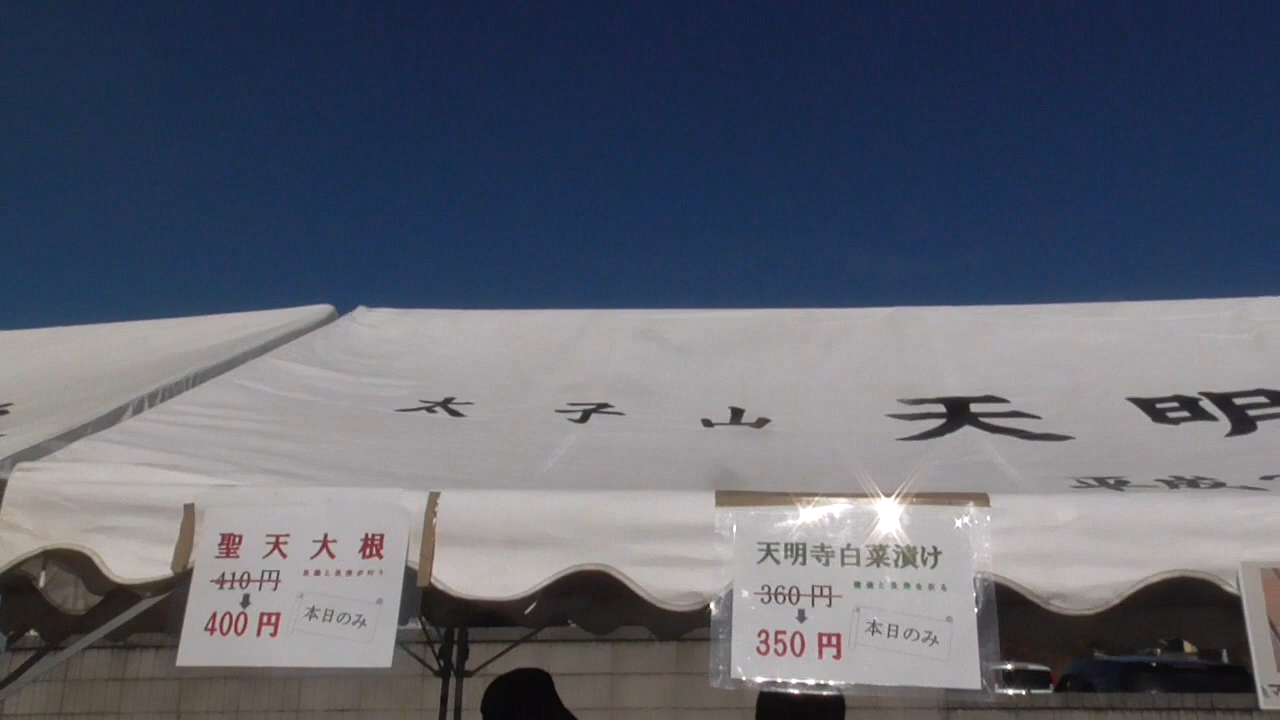 太子山 天明
平成
聖天大根
410円
400円
本日のみ
天明寺白菜漬け
360円
350円
本日のみ